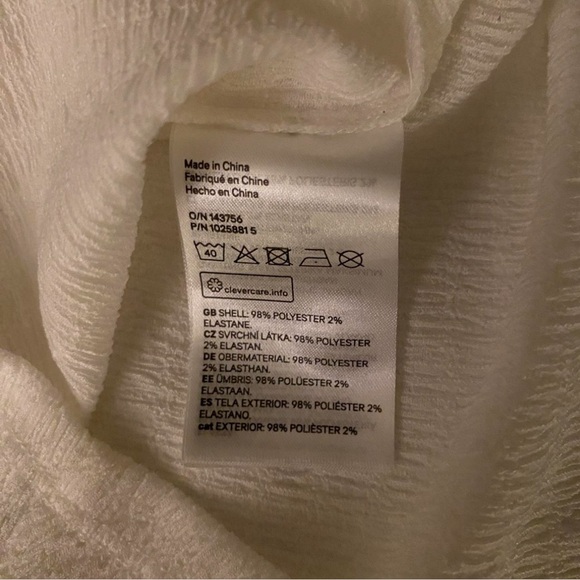 Made in China
Fabriqué en Chine
Hecho en China
O/N 143756
P/N 1025881 5
40
clevercare.info
GB SHELL: 98% POLYESTER 2%
ELASTANE.
CZ SVRCHNÍ LÁTKA: 98% POLYESTER
2% ELASTAN.
DE OBERMATERIAL: 98% POLYESTER
2% ELASTHAN.
EE ÜMBRIS: 98% POLÜESTER 2%
ELASTAAN.
ES TELA EXTERIOR: 98% POLIÉSTER 2%
ELASTANO.
cat EXTERIOR: 98% POLIÈSTER 2%